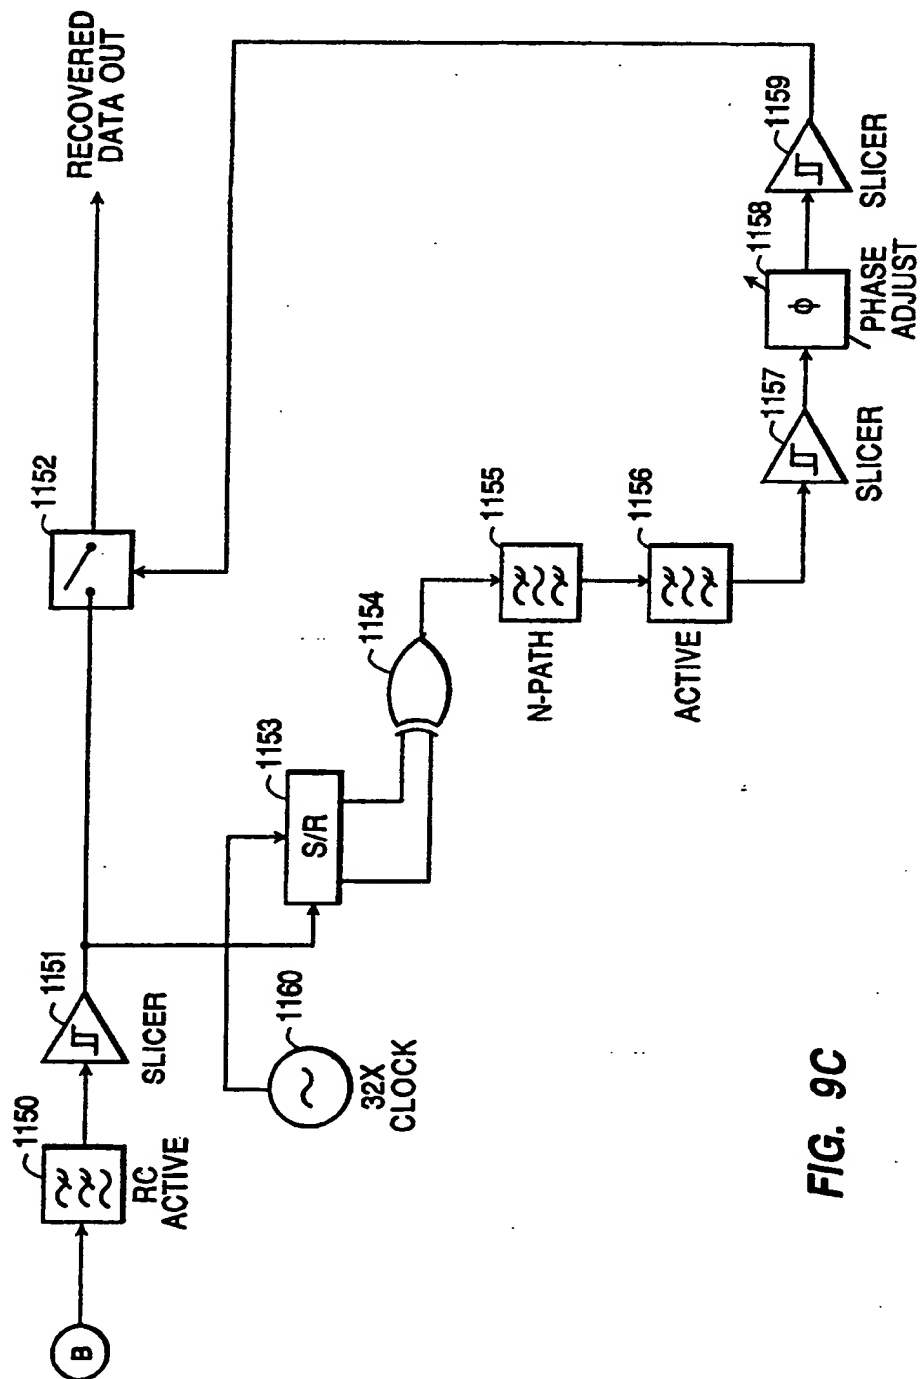 B
1150
RC
ACTIVE
1151
SLICER
1152
RECOVERED
DATA OUT
1160
32X
CLOCK
1153
S/R
1154
1155
N-PATH
1156
ACTIVE
1157
SLICER
1158
ϕ
PHASE
ADJUST
1159
SLICER
FIG. 9C